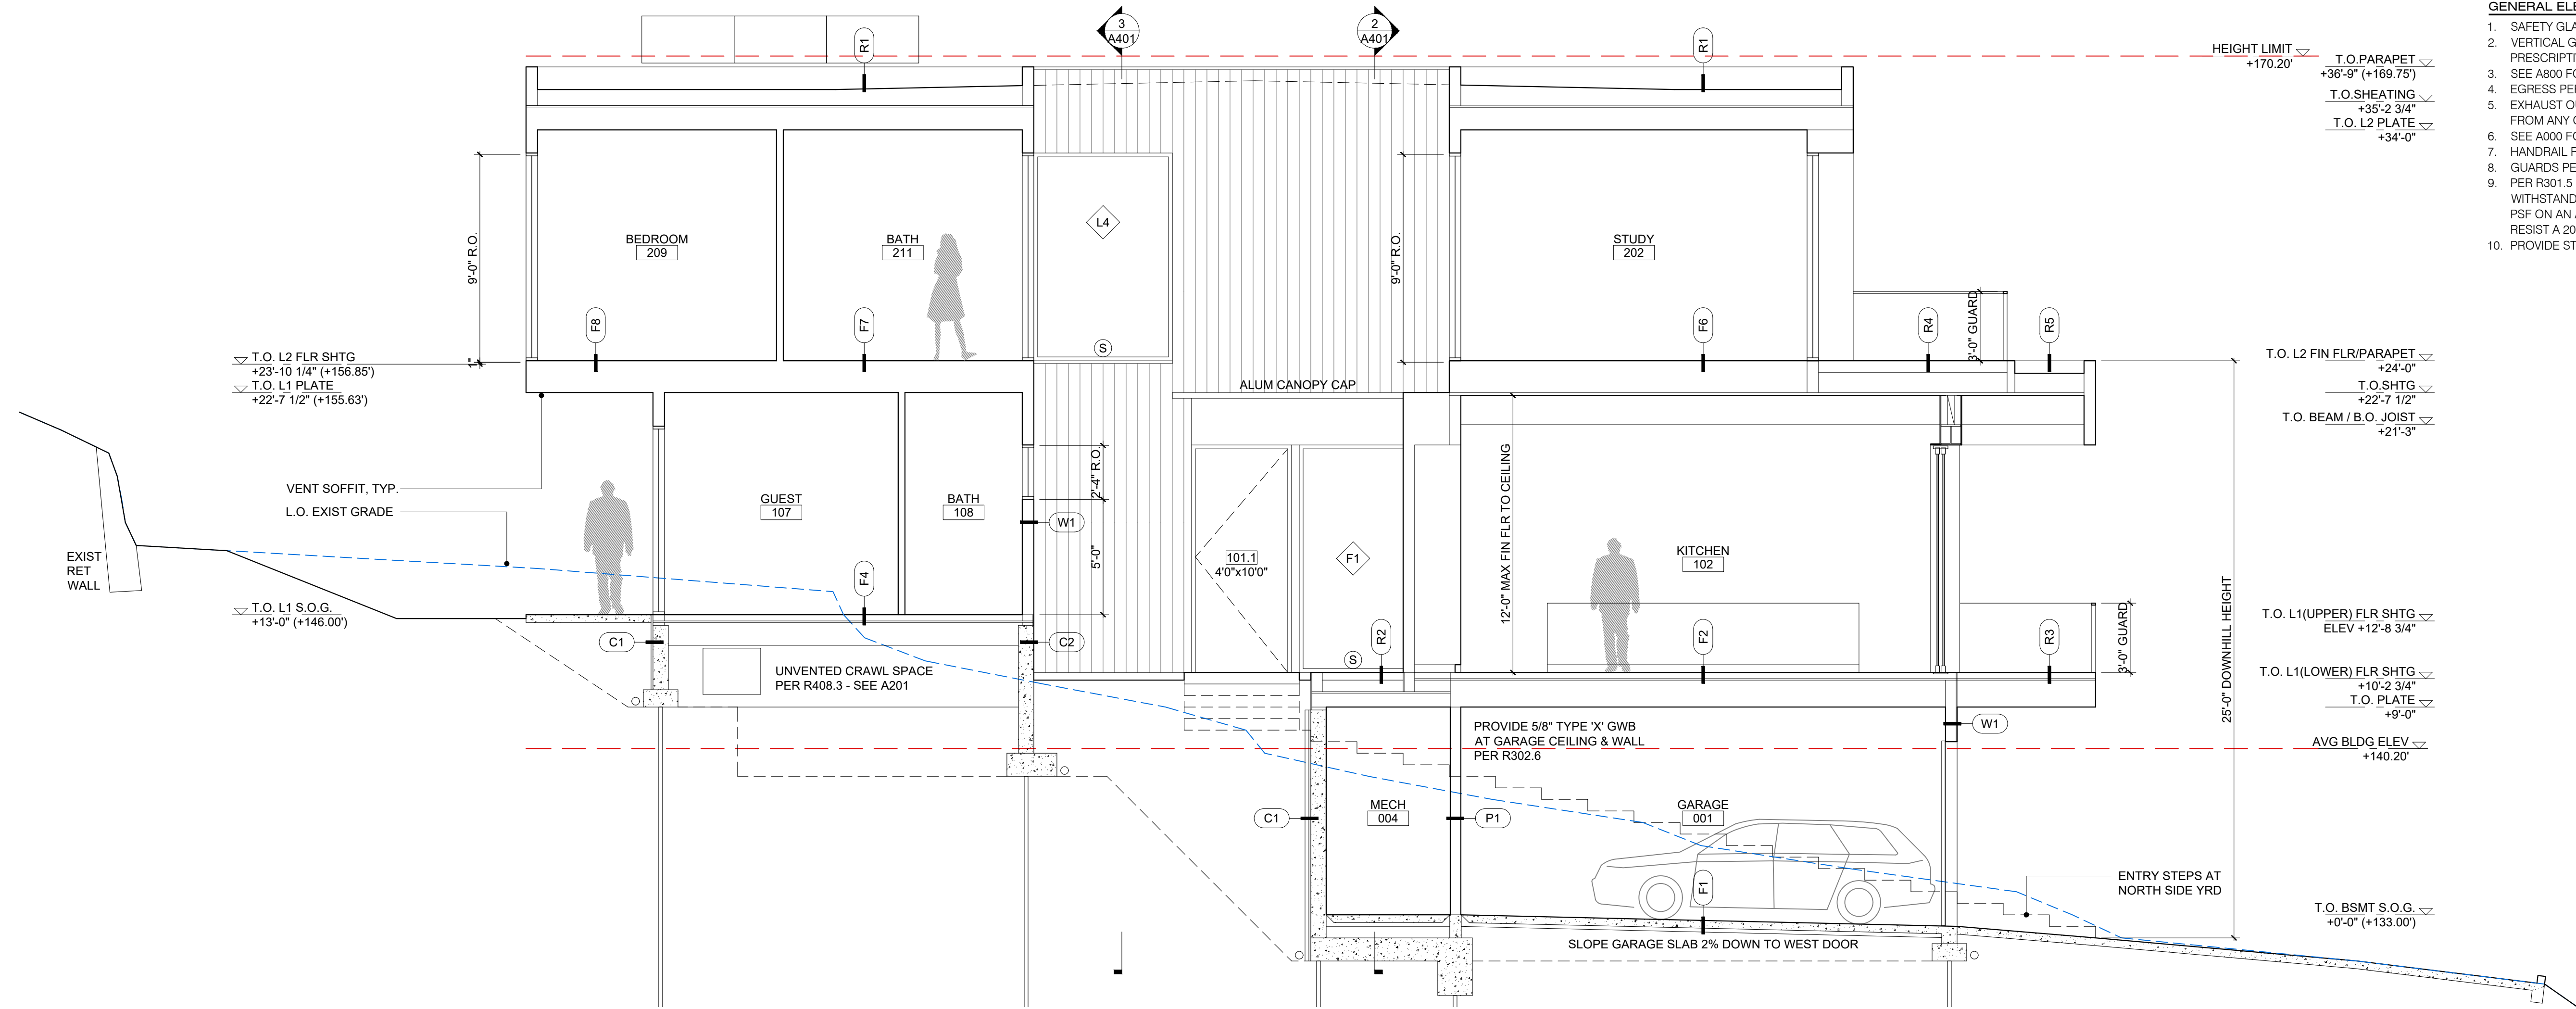 3
A401
2
A401
R1
R1
HEIGHT LIMIT
+170.20'
T.O.PARAPET
+36'-9" (+169.75')
T.O.SHEATING
+35'-2 3/4"
T.O. L2 PLATE
+34'-0"
GENERAL
1. SAFETY
2. VERTICAL
3. SEE A800
4. EGRESS
5. EXHAUST
FROM ANY
6. SEE A000
7. HANDRAIL
8. GUARDS
9. PER R301.5
WITHSTAND
PSF ON AN
RESIST A
10. PROVIDE
9'-0" R.O.
BEDROOM
209
BATH
211
L4
S
9'-0" R.O.
STUDY
202
3'-0" GUARD
F8
F7
F6
R4
R5
T.O. L2 FLR SHTG
+23'-10 1/4" (+156.85')
1"
T.O. L1 PLATE
+22'-7 1/2" (+155.63')
ALUM CANOPY CAP
T.O. L2 FIN FLR/PARAPET
+24'-0"
T.O.SHTG
+22'-7 1/2"
T.O. BEAM / B.O. JOIST
+21'-3"
VENT SOFFIT, TYP.
L.O. EXIST GRADE
EXIST
RET
WALL
GUEST
107
BATH
108
2'-4" R.O.
W1
5'-0"
101.1
4'0"x10'0"
F1
S
12'-0" MAX FIN FLR TO CEILING
KITCHEN
102
25'-0" DOWNHILL HEIGHT
T.O. L1 S.O.G.
+13'-0" (+146.00')
F4
C1
C2
R2
F2
R3
3'-0" GUARD
T.O. L1(UPPER) FLR SHTG
ELEV +12'-8 3/4"
UNVENTED CRAWL SPACE
PER R408.3 - SEE A201
T.O. L1(LOWER) FLR SHTG
+10'-2 3/4"
T.O. PLATE
+9'-0"
PROVIDE 5/8" TYPE 'X' GWB
AT GARAGE CEILING & WALL
PER R302.6
W1
AVG BLDG ELEV
+140.20'
MECH
004
C1
P1
GARAGE
001
F1
ENTRY STEPS AT
NORTH SIDE YRD
T.O. BSMT S.O.G.
+0'-0" (+133.00')
SLOPE GARAGE SLAB 2% DOWN TO WEST DOOR